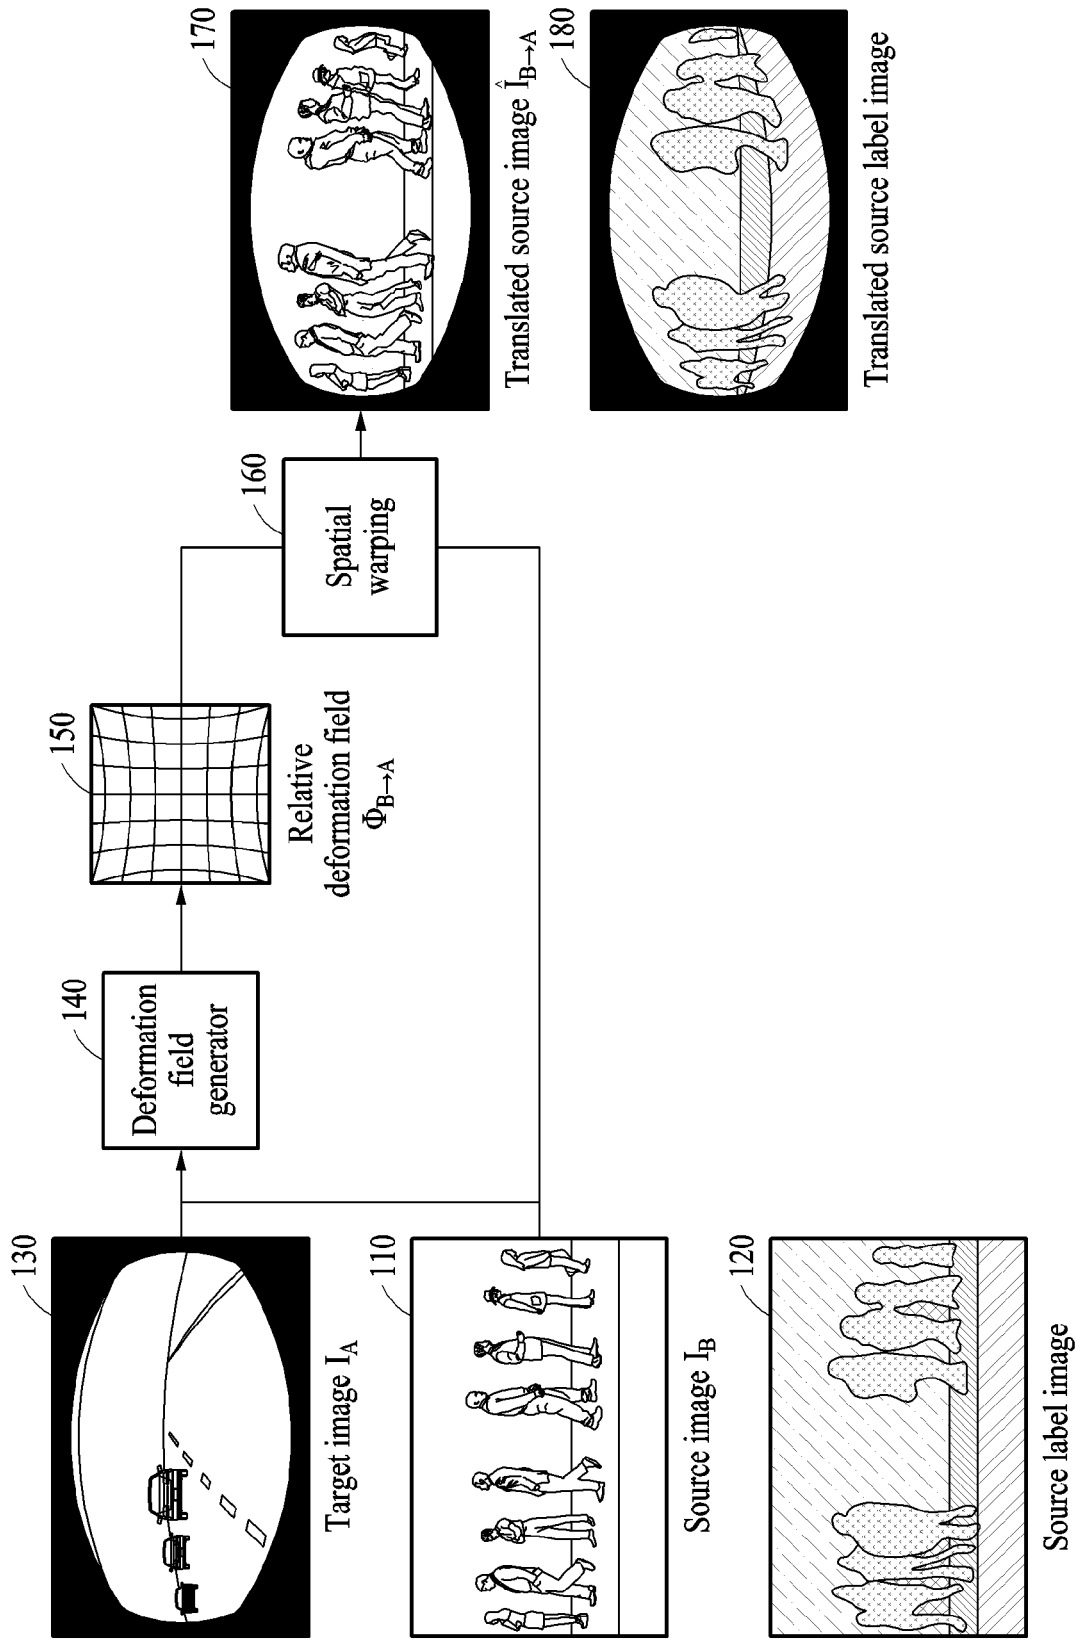 130
Target image I_A
110
Source image I_B
120
Source label image
140
Deformation
field
generator
150
Relative
deformation field
Φ_B→A
160
Spatial
warping
170
Translated source image Î_B→A
180
Translated source label image